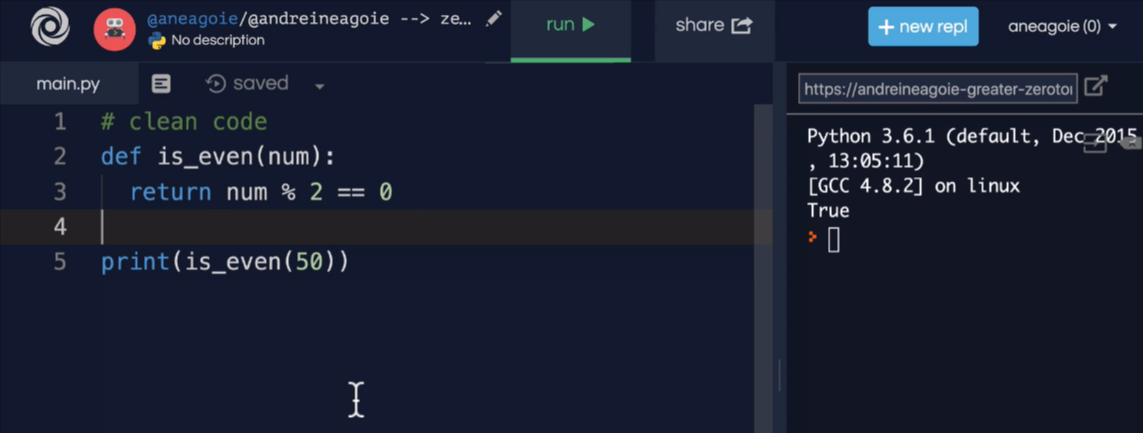 @aneagoie/@andreineagoie --> ze...
No description
run
share
+ new repl
aneagoie (0)
main.py
saved
https://andreineagoie-greater-zerotor
1 # clean code
2 def is_even(num):
3 return num % 2 == 0
4
5 print(is_even(50))
Python 3.6.1 (default, Dec 2015
, 13:05:11)
[GCC 4.8.2] on linux
True